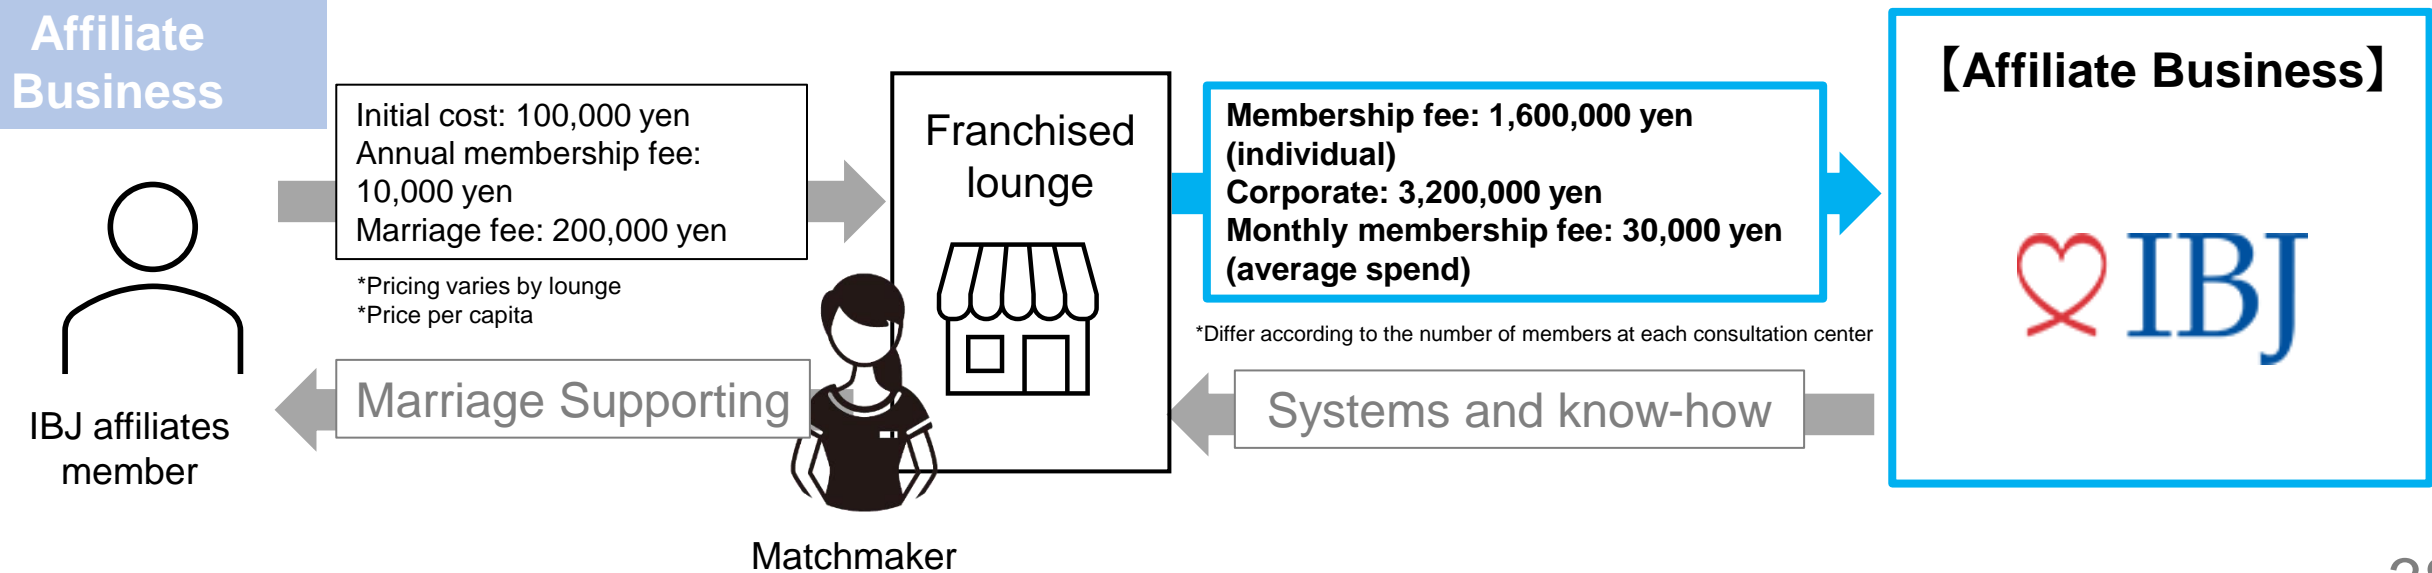 Affiliate
Business
Initial cost: 100,000 yen
Annual membership fee:
10,000 yen
Marriage fee: 200,000 yen
*Pricing varies by lounge
*Price per capita
Marriage Supporting
IBJ affiliates
member
Matchmaker
Franchised
lounge
Membership fee: 1,600,000 yen
(individual)
Corporate: 3,200,000 yen
Monthly membership fee: 30,000 yen
(average spend)
*Differ according to the number of members at each consultation center
Systems and know-how
【Affiliate Business】
IBJ